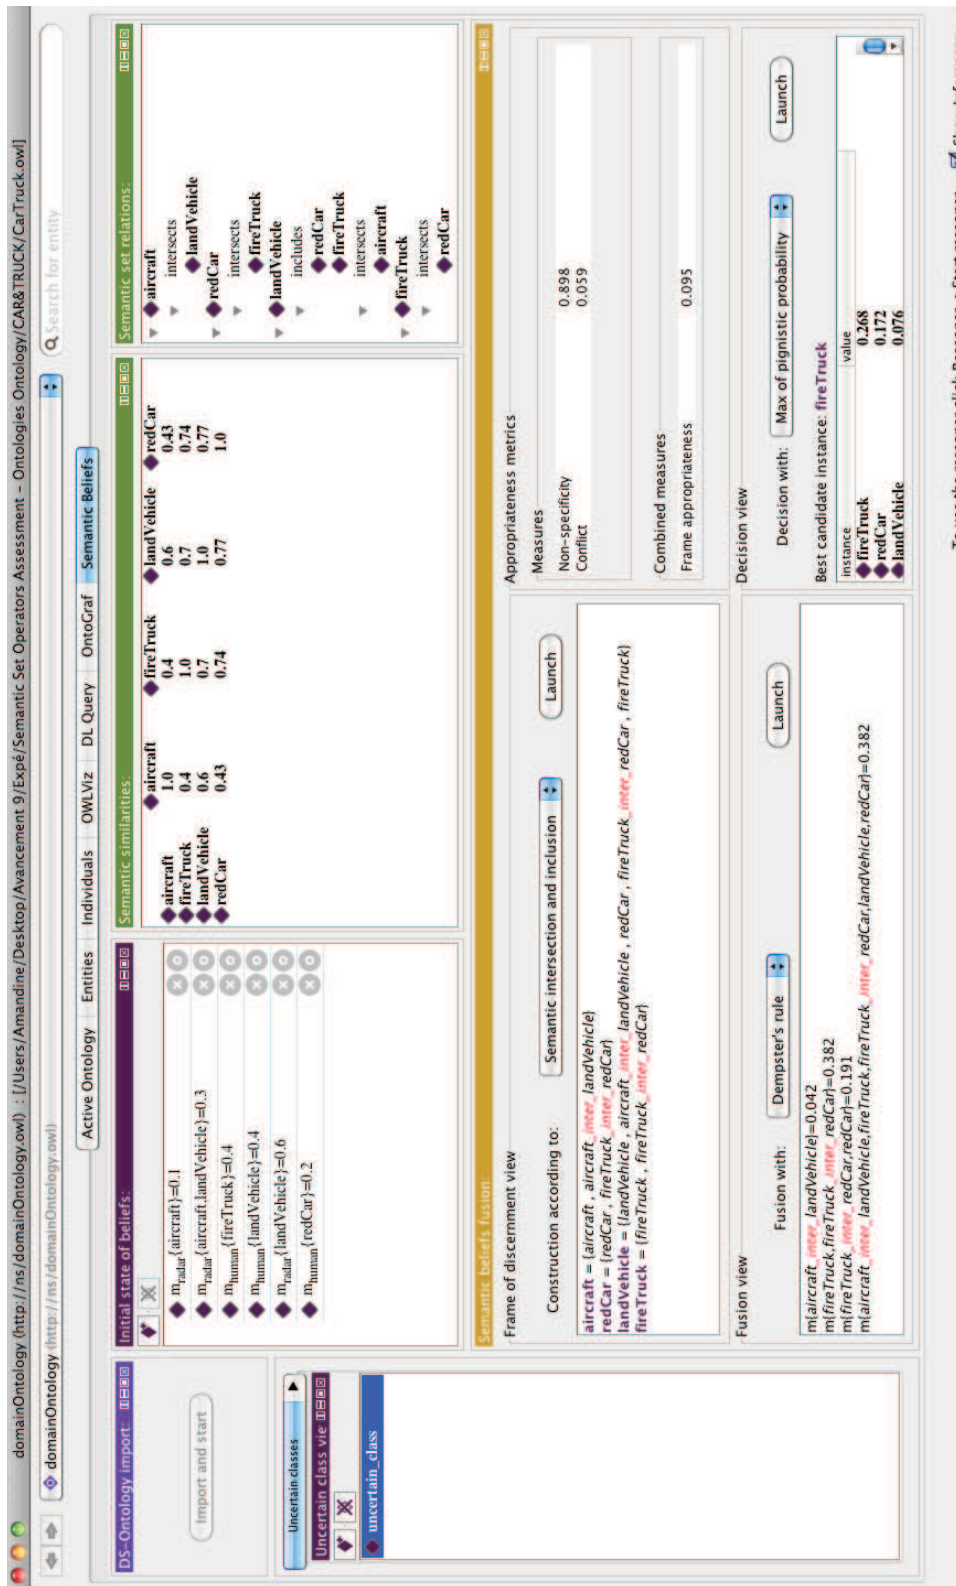 domainOntology (http://ns/domainOntology.owl) : [/Users/Amandine/Desktop/Avancement 9/Expé/Semantic Set Operators Assessment - Ontologies Ontology/CAR&TRUCK/CarTruck.owl]
domainOntology (http://ns/domainOntology.owl)
Search for entity
Active Ontology Entities Individuals OWLViz DL Query OntoGraf Semantic Beliefs
DS-Ontology import:
Import and start
Uncertain classes
Uncertain class vie
uncertain_class
Initial state of beliefs:
m_radar{aircraft}=0.1
m_radar{aircraft,landVehicle}=0.3
m_human{fireTruck}=0.4
m_human{landVehicle}=0.4
m_radar{landVehicle}=0.6
m_human{redCar}=0.2
Semantic similarities:
aircraft fireTruck landVehicle redCar
aircraft 1.0 0.4 0.6 0.43
fireTruck 0.4 1.0 0.7 0.74
landVehicle 0.6 0.7 1.0 0.77
redCar 0.43 0.74 0.77 1.0
Semantic set relations:
aircraft
intersects
landVehicle
redCar
intersects
fireTruck
landVehicle
includes
redCar
fireTruck
intersects
aircraft
fireTruck
intersects
redCar
Semantic beliefs fusion:
Frame of discernment view
Construction according to: Semantic intersection and inclusion Launch
aircraft = {aircraft , aircraft_inter_landVehicle}
redCar = {redCar , fireTruck_inter_redCar}
landVehicle = {landVehicle , aircraft_inter_landVehicle , redCar , fireTruck_inter_redCar , fireTruck}
fireTruck = {fireTruck , fireTruck_inter_redCar}
Appropriateness metrics
Measures
Non-specificity 0.898
Conflict 0.059
Combined measures
Frame appropriateness 0.095
Fusion view
Fusion with: Dempster's rule Launch
m{aircraft_inter_landVehicle}=0.042
m{fireTruck,fireTruck_inter_redCar}=0.382
m{fireTruck_inter_redCar,redCar}=0.191
m{aircraft_inter_landVehicle,fireTruck,fireTruck_inter_redCar,landVehicle,redCar}=0.382
Decision view
Decision with: Max of pignistic probability Launch
Best candidate instance: fireTruck
instance value
fireTruck 0.268
redCar 0.172
landVehicle 0.076